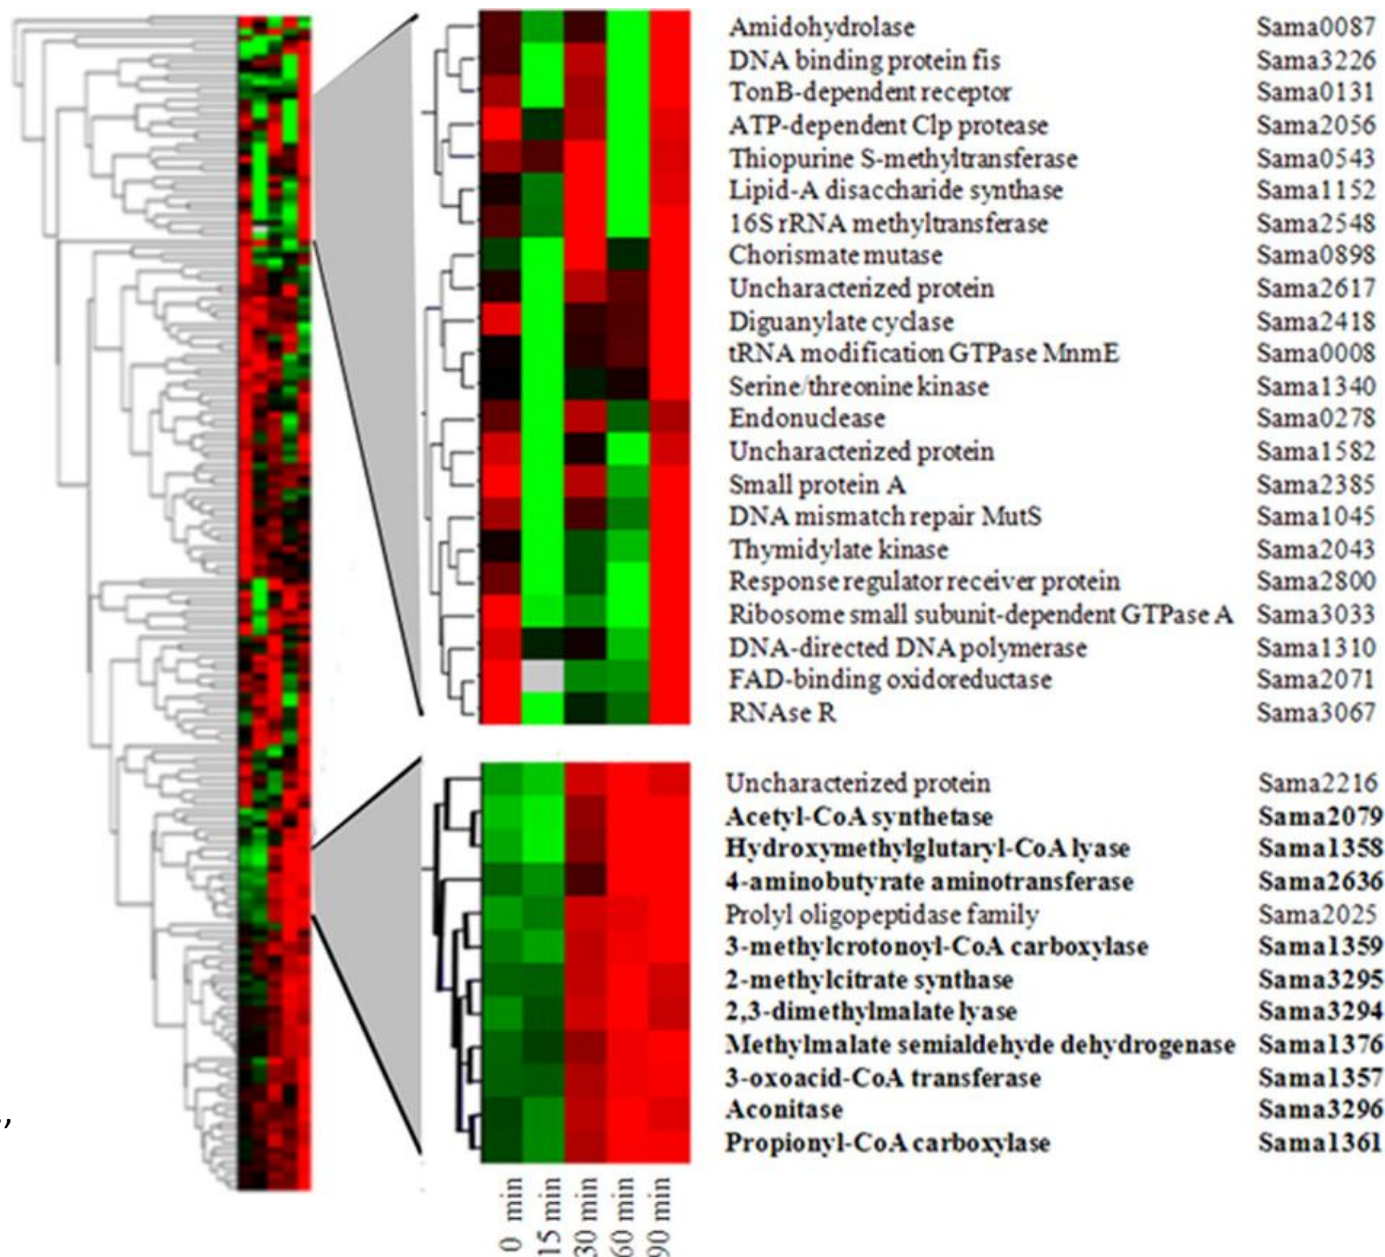 Amidohydrolase Sama0087
DNA binding protein fis Sama3226
TonB-dependent receptor Sama0131
ATP-dependent Clp protease Sama2056
Thiopurine S-methyltransferase Sama0543
Lipid-A disaccharide synthase Sama1152
16S rRNA methyltransferase Sama2548
Chorismate mutase Sama0898
Uncharacterized protein Sama2617
Diguanylate cyclase Sama2418
tRNA modification GTPase MnmE Sama0008
Serine/threonine kinase Sama1340
Endonuclease Sama0278
Uncharacterized protein Sama1582
Small protein A Sama2385
DNA mismatch repair MutS Sama1045
Thymidylate kinase Sama2043
Response regulator receiver protein Sama2800
Ribosome small subunit-dependent GTPase A Sama3033
DNA-directed DNA polymerase Sama1310
FAD-binding oxidoreductase Sama2071
RNAse R Sama3067
Uncharacterized protein Sama2216
Acetyl-CoA synthetase Sama2079
Hydroxymethylglutaryl-CoA lyase Sama1358
4-aminobutyrate aminotransferase Sama2636
Prolyl oligopeptidase family Sama2025
3-methylcrotonoyl-CoA carboxylase Sama1359
2-methylcitrate synthase Sama3295
2,3-dimethylmalate lyase Sama3294
Methylmalate semialdehyde dehydrogenase Sama1376
3-oxoacid-CoA transferase Sama1357
Aconitase Sama3296
Propionyl-CoA carboxylase Sama1361
0 min
15 min
30 min
60 min
90 min